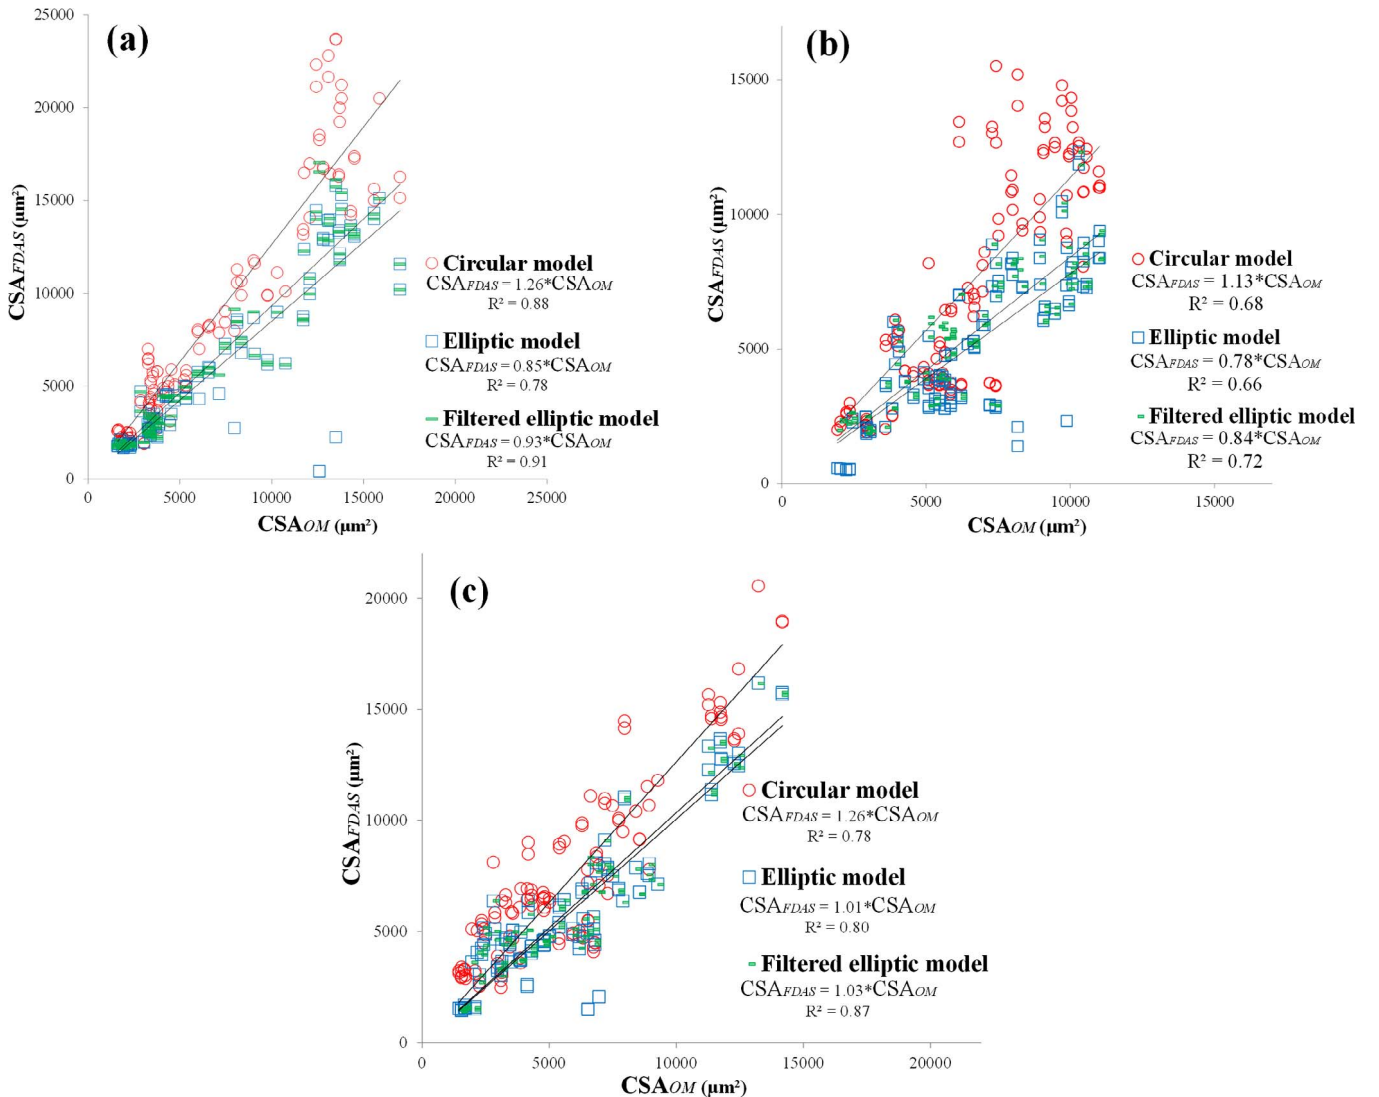 (a)
25000
20000
15000
10000
5000
0
CSAFDAS (µm²)
0 5000 10000 15000 20000 25000
CSAOM (µm²)
Circular model
CSAFDAS = 1.26*CSAOM
R² = 0.88
Elliptic model
CSAFDAS = 0.85*CSAOM
R² = 0.78
Filtered elliptic model
CSAFDAS = 0.93*CSAOM
R² = 0.91
(b)
15000
10000
5000
0
CSAFDAS (µm²)
0 5000 10000 15000
CSAOM (µm²)
Circular model
CSAFDAS = 1.13*CSAOM
R² = 0.68
Elliptic model
CSAFDAS = 0.78*CSAOM
R² = 0.66
Filtered elliptic model
CSAFDAS = 0.84*CSAOM
R² = 0.72
(c)
20000
15000
10000
5000
0
CSAFDAS (µm²)
0 5000 10000 15000 20000
CSAOM (µm²)
Circular model
CSAFDAS = 1.26*CSAOM
R² = 0.78
Elliptic model
CSAFDAS = 1.01*CSAOM
R² = 0.80
Filtered elliptic model
CSAFDAS = 1.03*CSAOM
R² = 0.87